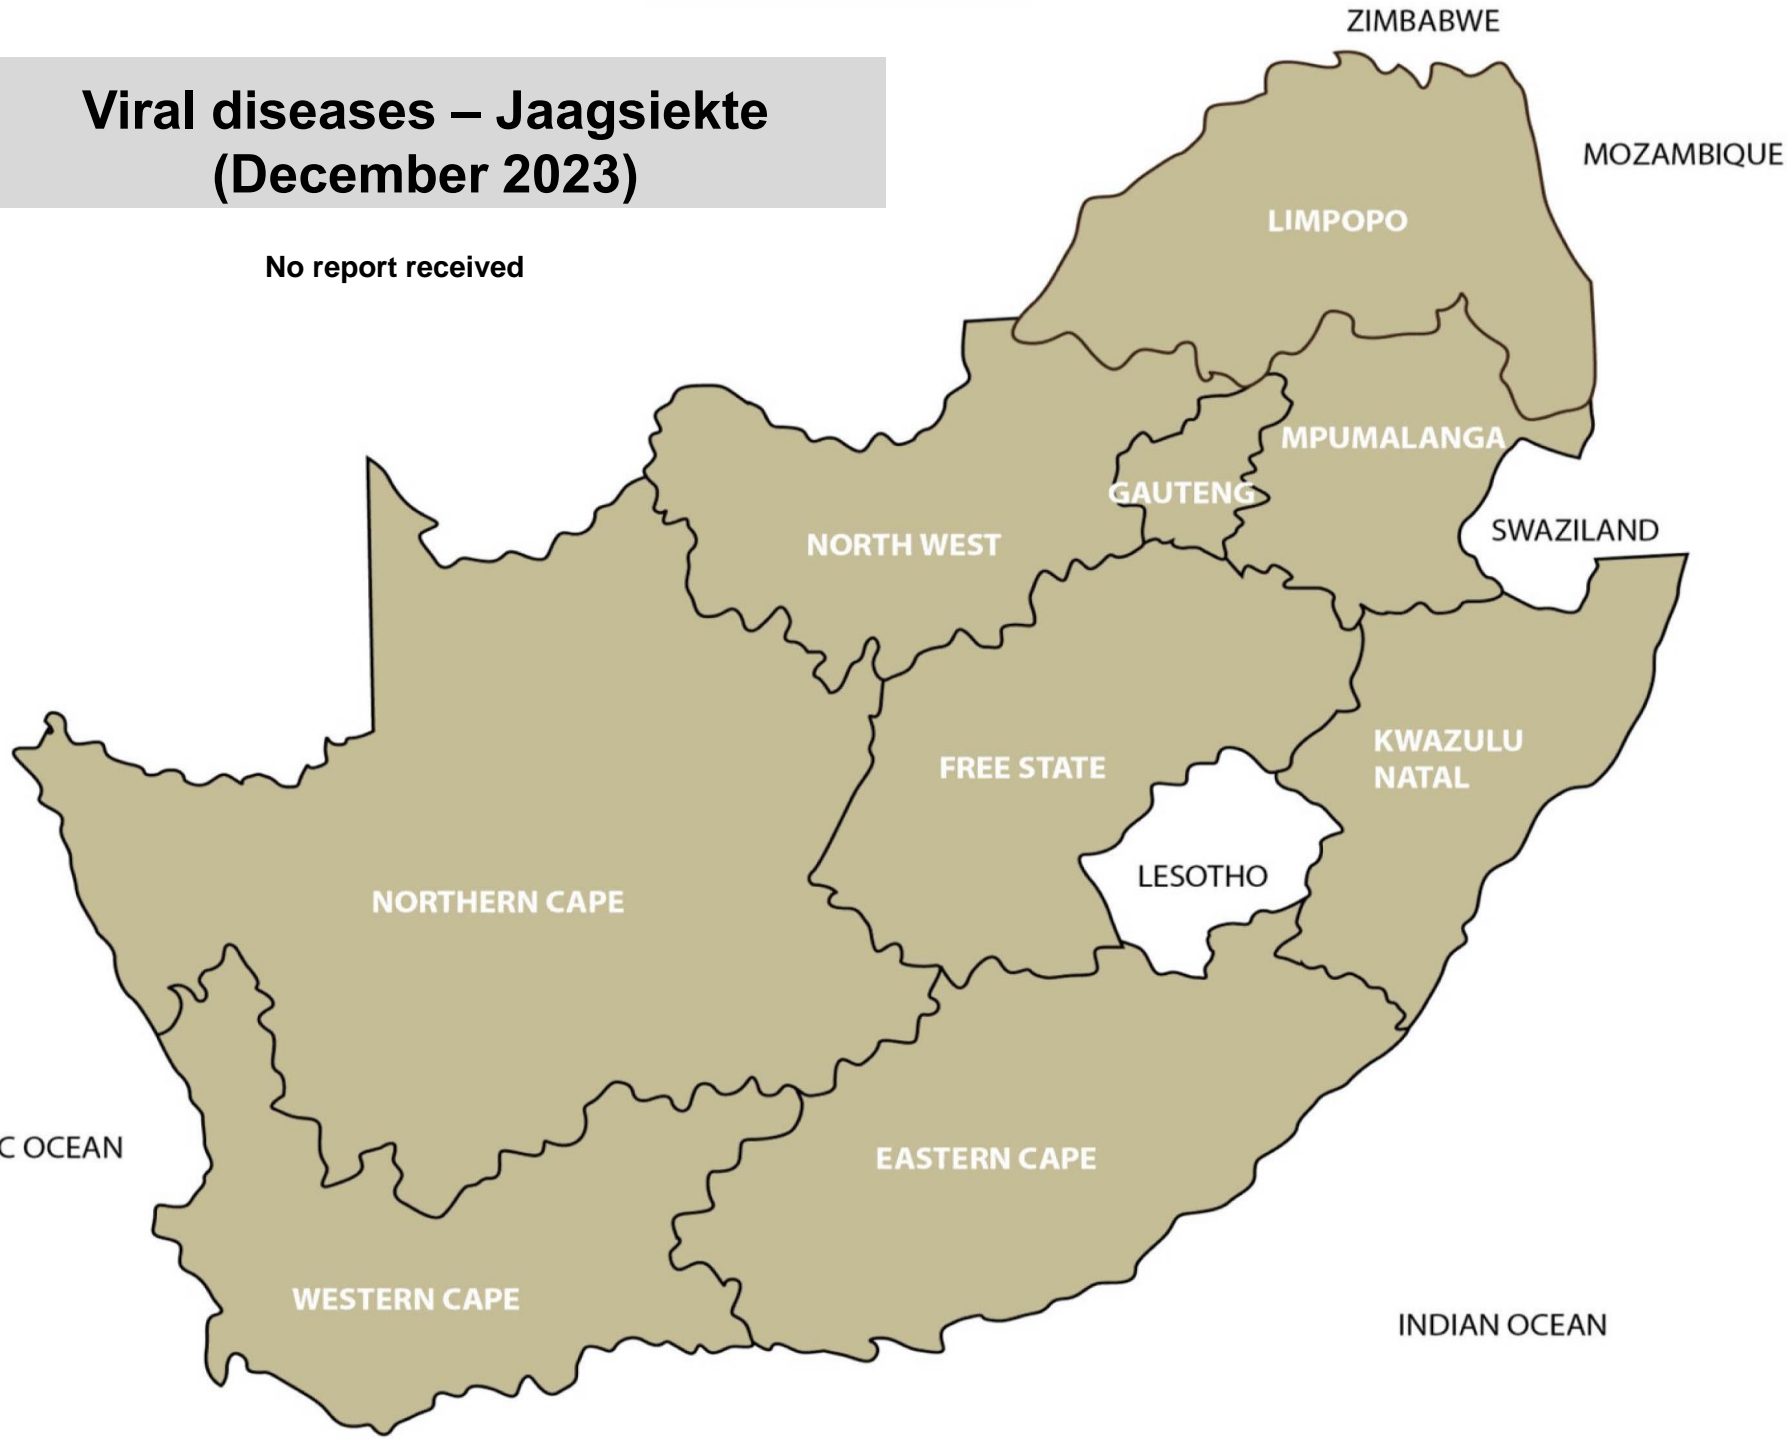 ZIMBABWE
Viral diseases – Jaagsiekte
(December 2023)
MOZAMBIQUE
LIMPOPO
No report received
MPUMALANGA
GAUTENG
SWAZILAND
NORTH WEST
KWAZULU
NATAL
FREE STATE
LESOTHO
NORTHERN CAPE
C OCEAN
EASTERN CAPE
WESTERN CAPE
INDIAN OCEAN